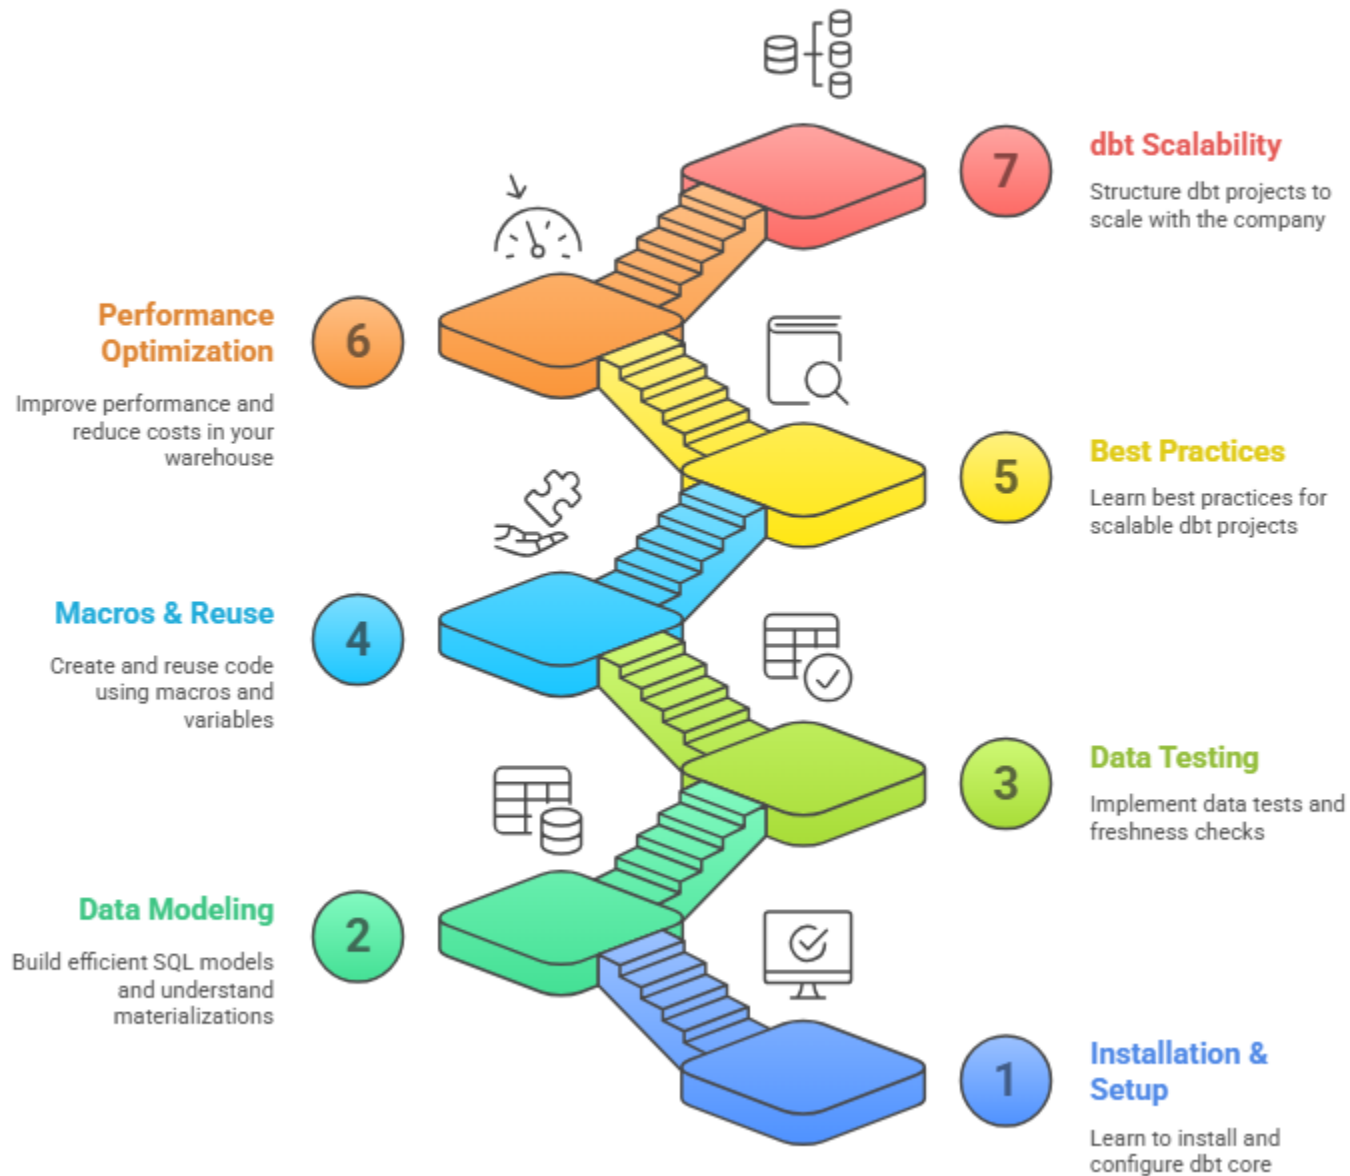 7
dbt Scalability
Structure dbt projects to
scale with the company
6
Performance
Optimization
Improve performance and
reduce costs in your
warehouse
5
Best Practices
Learn best practices for
scalable dbt projects
4
Macros & Reuse
Create and reuse code
using macros and
variables
3
Data Testing
Implement data tests and
freshness checks
2
Data Modeling
Build efficient SQL models
and understand
materializations
1
Installation &
Setup
Learn to install and
configure dbt core